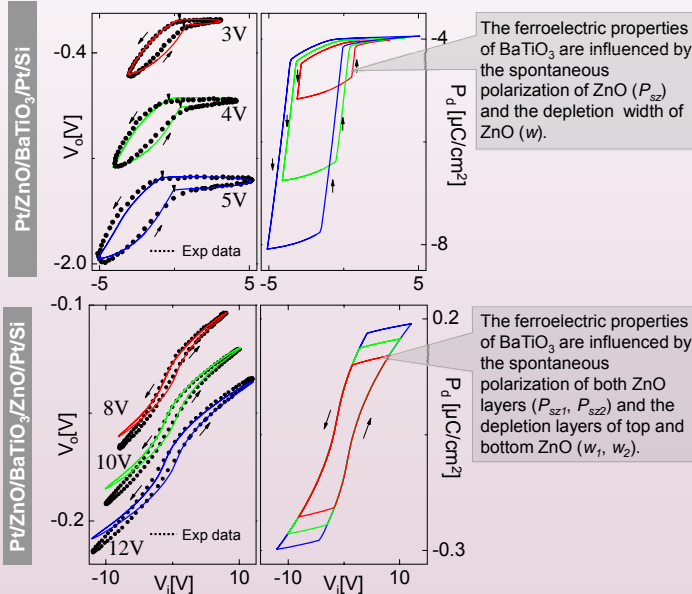 Pt/ZnO/BaTiO3/Pt/Si
-0.4
Vo[V]
-2.0
3V
4V
5V
Exp data
-5
5
-4
Pd [µC/cm²]
-8
-5
5
The ferroelectric properties
of BaTiO3 are influenced by
the spontaneous
polarization of ZnO (Psz)
and the depletion width of
ZnO (w).
Pt/ZnO/BaTiO3/ZnO/Pt/Si
-0.1
Vo[V]
-0.2
8V
10V
12V
Exp data
-10
Vi[V]
10
0.2
Pd [µC/cm²]
-0.3
-10
Vi[V]
10
The ferroelectric properties
of BaTiO3 are influenced by
the spontaneous
polarization of both ZnO
layers (Psz1, Psz2) and the
depletion layers of top and
bottom ZnO (w1, w2).